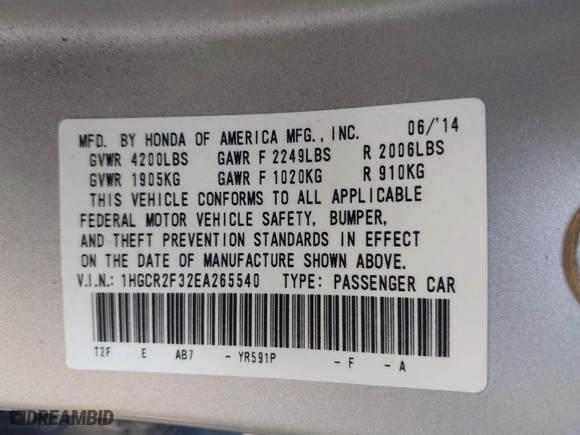 MFD. BY HONDA OF AMERICA MFG., INC. 06/'14
GVWR 4200LBS GAWR F 2249LBS R 2006LBS
GVWR 1905KG GAWR F 1020KG R 910KG
THIS VEHICLE CONFORMS TO ALL APPLICABLE
FEDERAL MOTOR VEHICLE SAFETY, BUMPER,
AND THEFT PREVENTION STANDARDS IN EFFECT
ON THE DATE OF MANUFACTURE SHOWN ABOVE.
V.I.N.: 1HGCR2F32EA265540 TYPE: PASSENGER CAR
T2F E AB7 - YR591P - F - A
DREAMBID